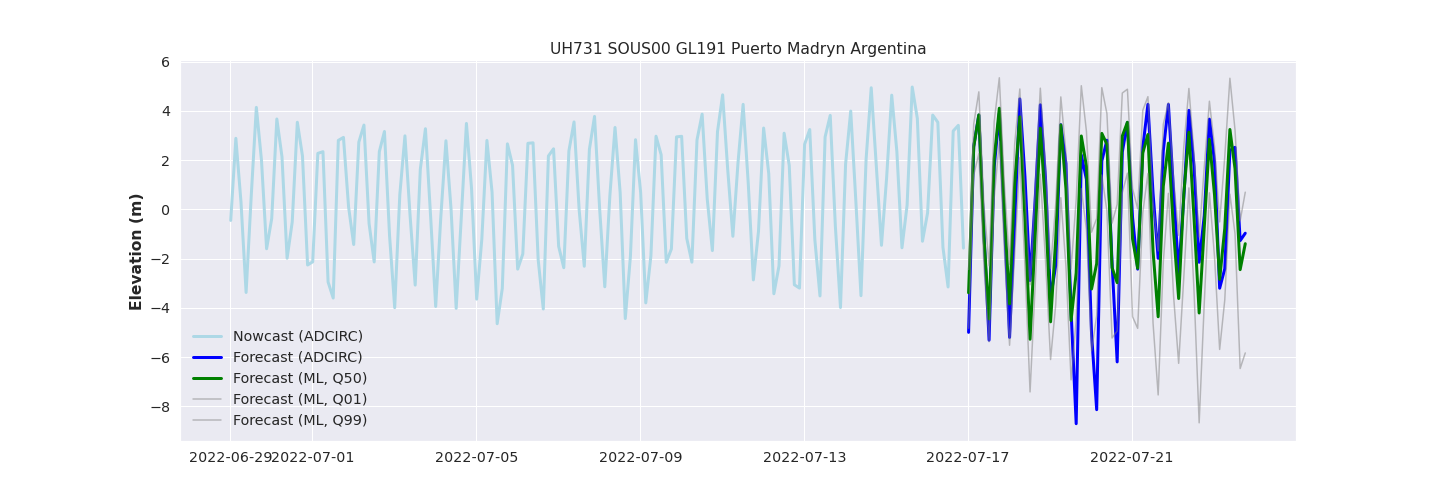 UH731 SOUS00 GL191 Puerto Madryn Argentina
6
4
2
0
−2
−4
−6
−8
Elevation (m)
Nowcast (ADCIRC)
Forecast (ADCIRC)
Forecast (ML, Q50)
Forecast (ML, Q01)
Forecast (ML, Q99)
2022-06-29 2022-07-01 2022-07-05 2022-07-09 2022-07-13 2022-07-17 2022-07-21